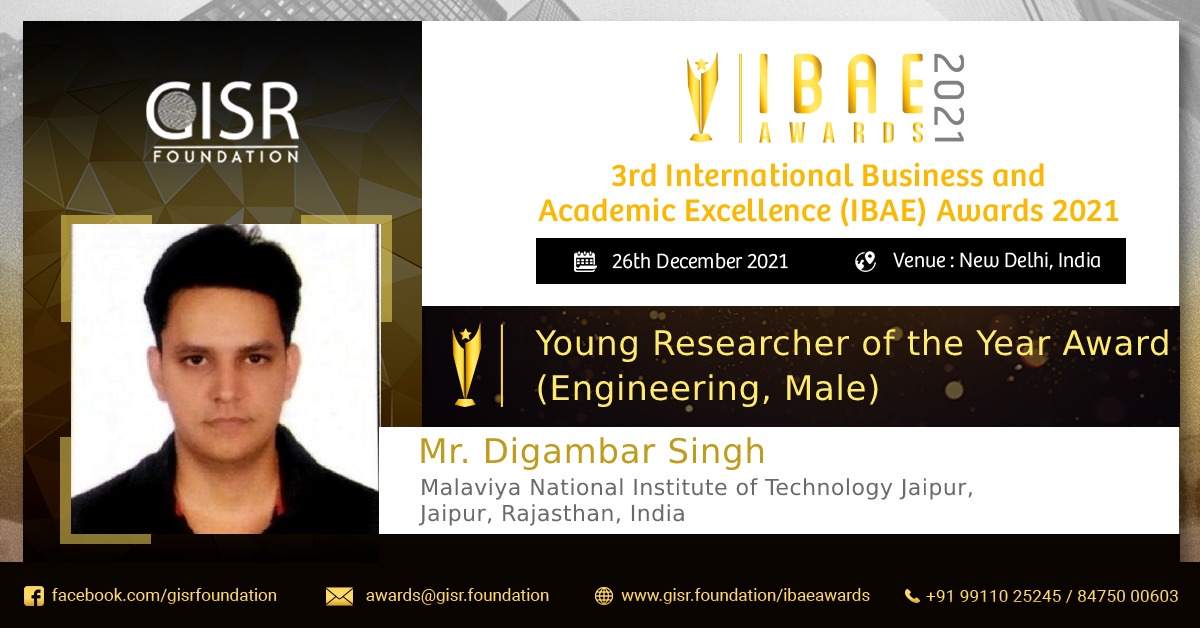 GISR
FOUNDATION
IBAE
AWARDS
2021
3rd International Business and
Academic Excellence (IBAE) Awards 2021
26th December 2021
Venue : New Delhi, India
Young Researcher of the Year Award
(Engineering, Male)
Mr. Digambar Singh
Malaviya National Institute of Technology Jaipur,
Jaipur, Rajasthan, India
facebook.com/gisrfoundation
awards@gisr.foundation
www.gisr.foundation/ibaeawards
+91 99110 25245 / 84750 00603